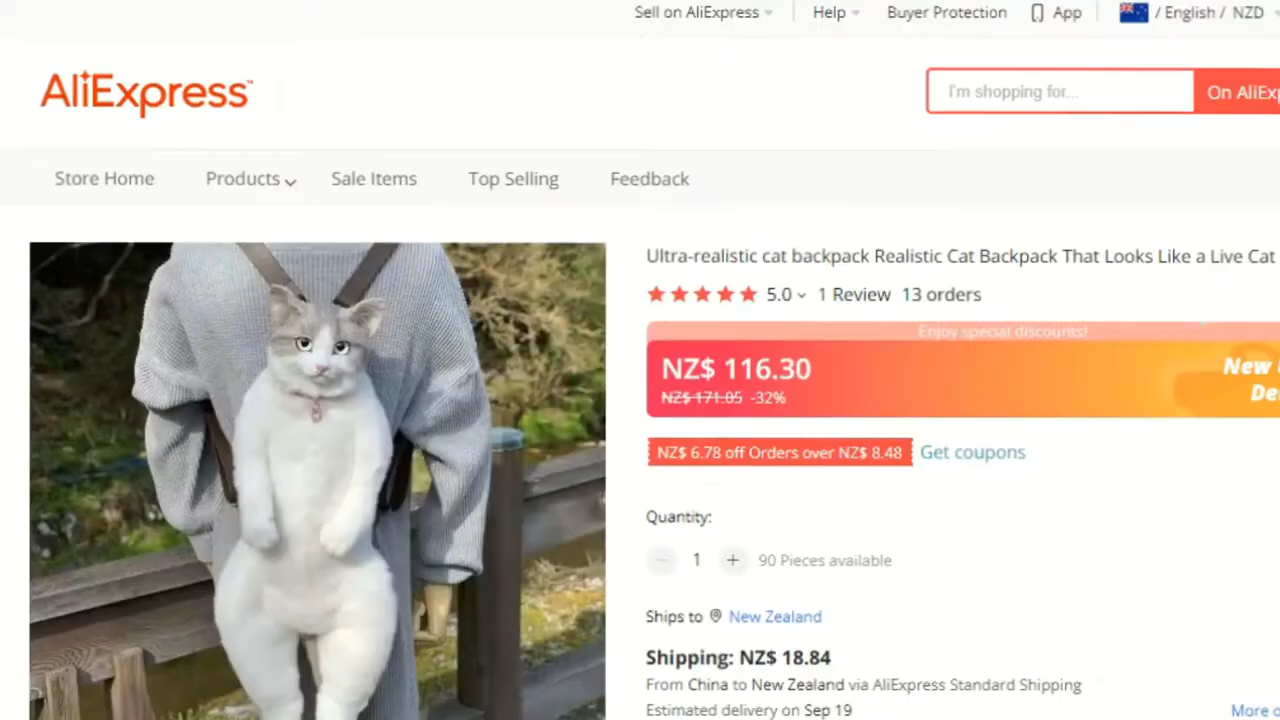 Sell on AliExpress
Help
Buyer Protection
App
/ English / NZD
AliExpress™
I'm shopping for...
On AliExp
Store Home
Products
Sale Items
Top Selling
Feedback
Ultra-realistic cat backpack Realistic Cat Backpack That Looks Like a Live Cat
5.0
1 Review
13 orders
Enjoy special discounts!
NZ$ 116.30
NZ$ 171.05 -32%
New
De
NZ$ 6.78 off Orders over NZ$ 8.48
Get coupons
Quantity:
1
90 Pieces available
Ships to New Zealand
Shipping: NZ$ 18.84
From China to New Zealand via AliExpress Standard Shipping
Estimated delivery on Sep 19
More o